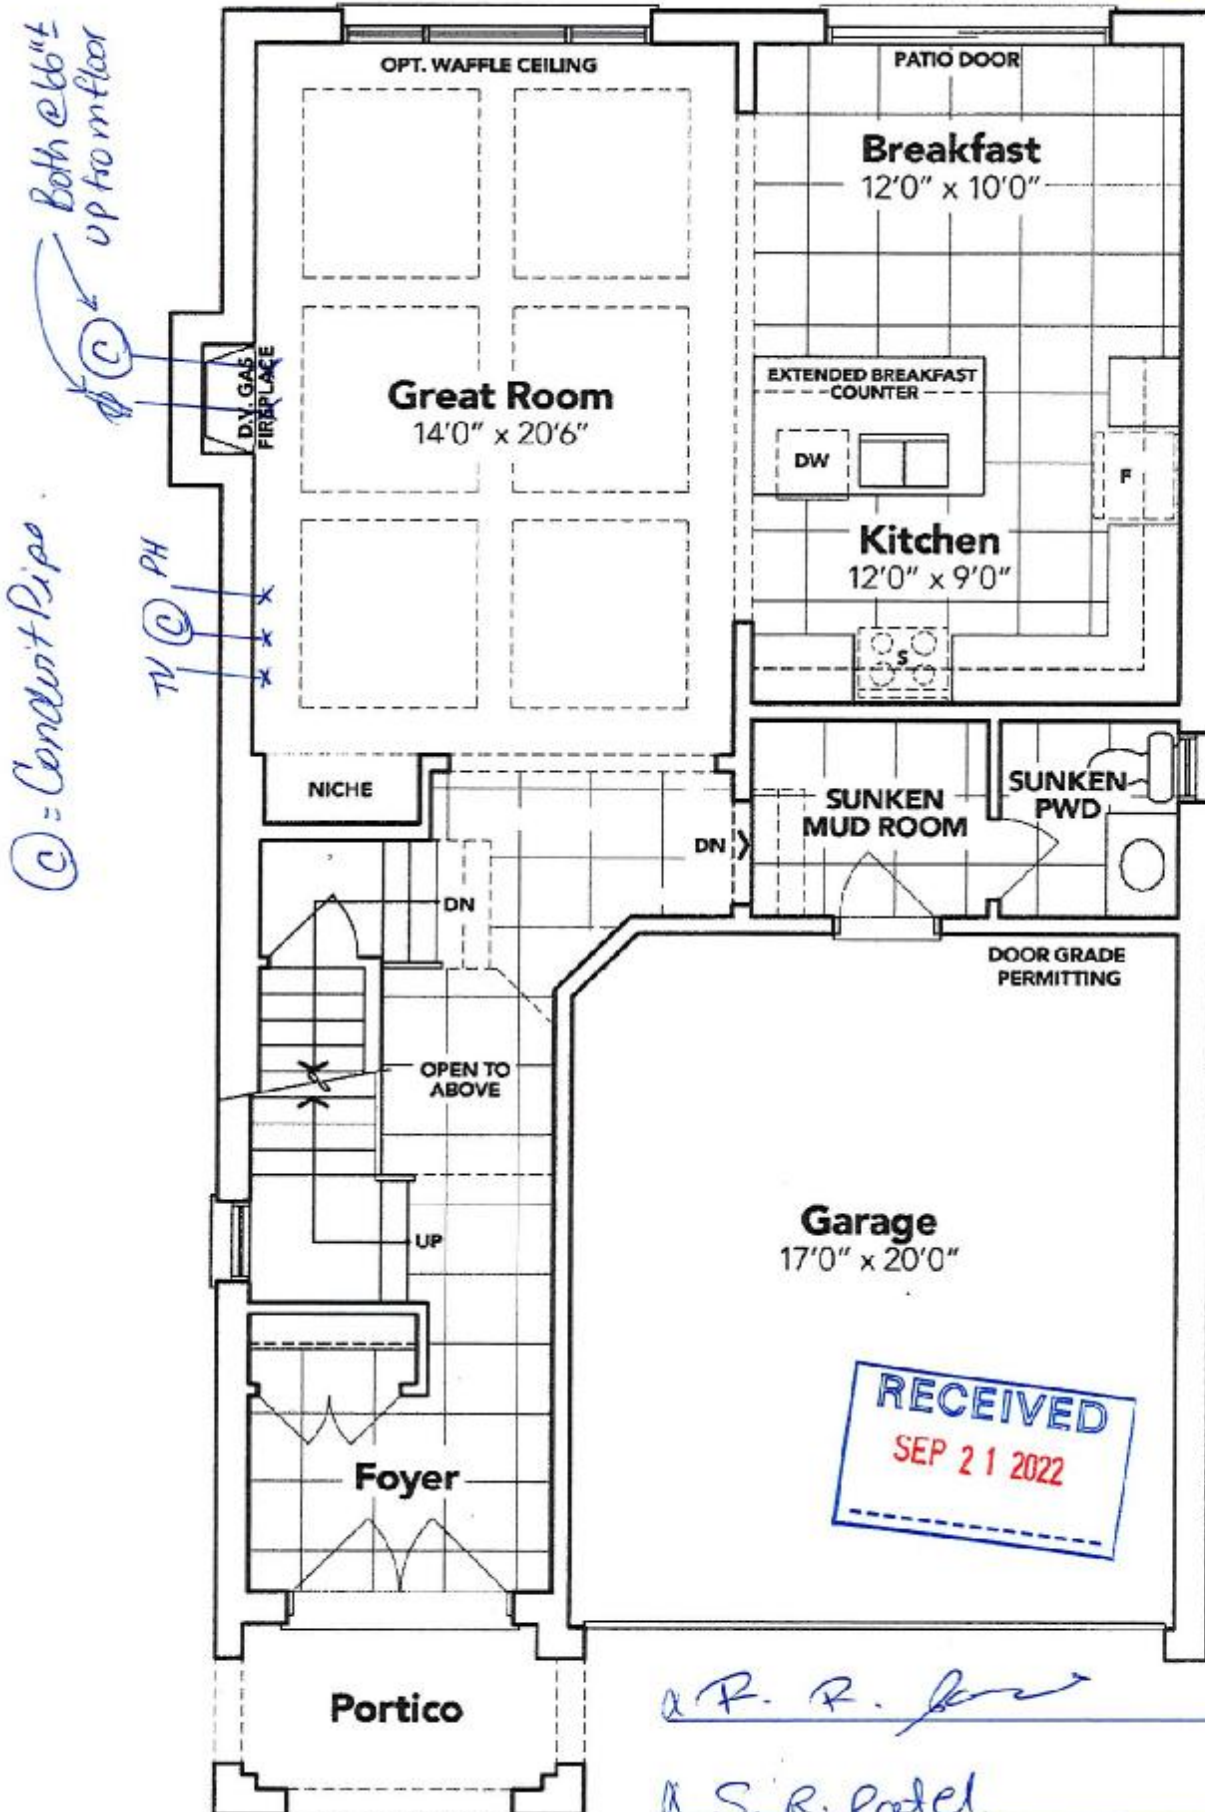 Both @ 66"±
up from floor
C
C = Conduit Pipe
TV C PH
OPT. WAFFLE CEILING
PATIO DOOR
Breakfast
12'0" x 10'0"
D.V. GAS
FIREPLACE
Great Room
14'0" x 20'6"
EXTENDED BREAKFAST
COUNTER
DW
F
Kitchen
12'0" x 9'0"
S
NICHE
SUNKEN
MUD ROOM
SUNKEN
PWD
DN
DN
DOOR GRADE
PERMITTING
OPEN TO
ABOVE
UP
Garage
17'0" x 20'0"
RECEIVED
SEP 21 2022
Foyer
Portico
R. R.
S. R. Patel